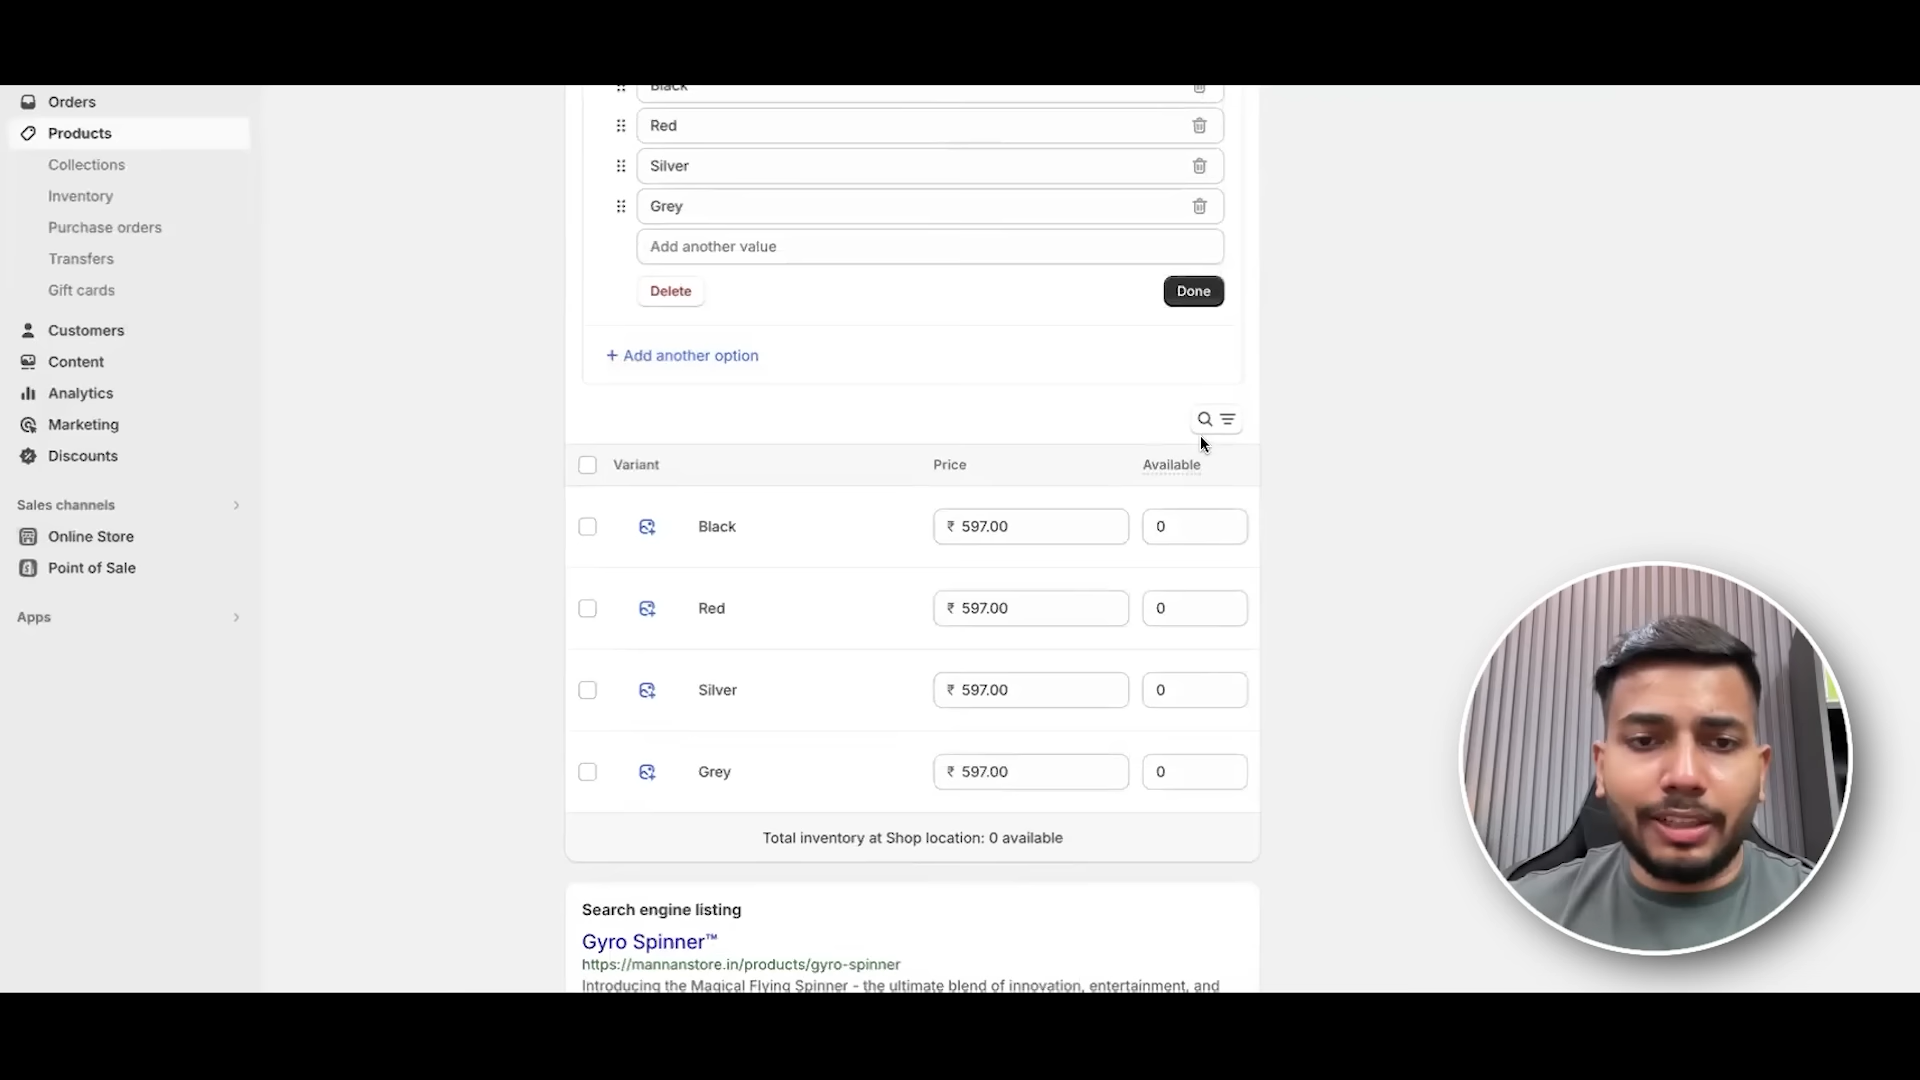 Orders
Products
Collections
Inventory
Purchase orders
Transfers
Gift cards
Customers
Content
Analytics
Marketing
Discounts
Sales channels
Online Store
Point of Sale
Apps
Black
Red
Silver
Grey
Add another value
Delete
Done
+ Add another option
Variant Price Available
Black ₹ 597.00 0
Red ₹ 597.00 0
Silver ₹ 597.00 0
Grey ₹ 597.00 0
Total inventory at Shop location: 0 available
Search engine listing
Gyro Spinner™
https://mannanstore.in/products/gyro-spinner
Introducing the Magical Flying Spinner - the ultimate blend of innovation, entertainment, and